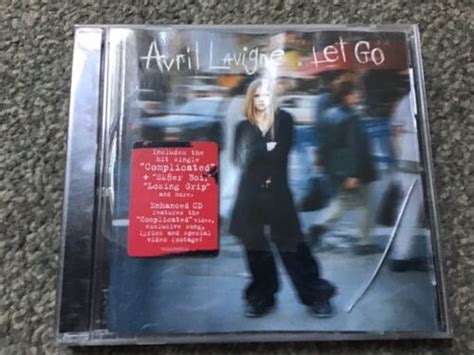 Avril Lavigne . Let Go
Includes the
hit single
"Complicated"
+ "Sk8er Boi,"
"Losing Grip"
and more.
Enhanced CD
features the
"Complicated" video,
exclusive song,
lyrics and special
video footage!